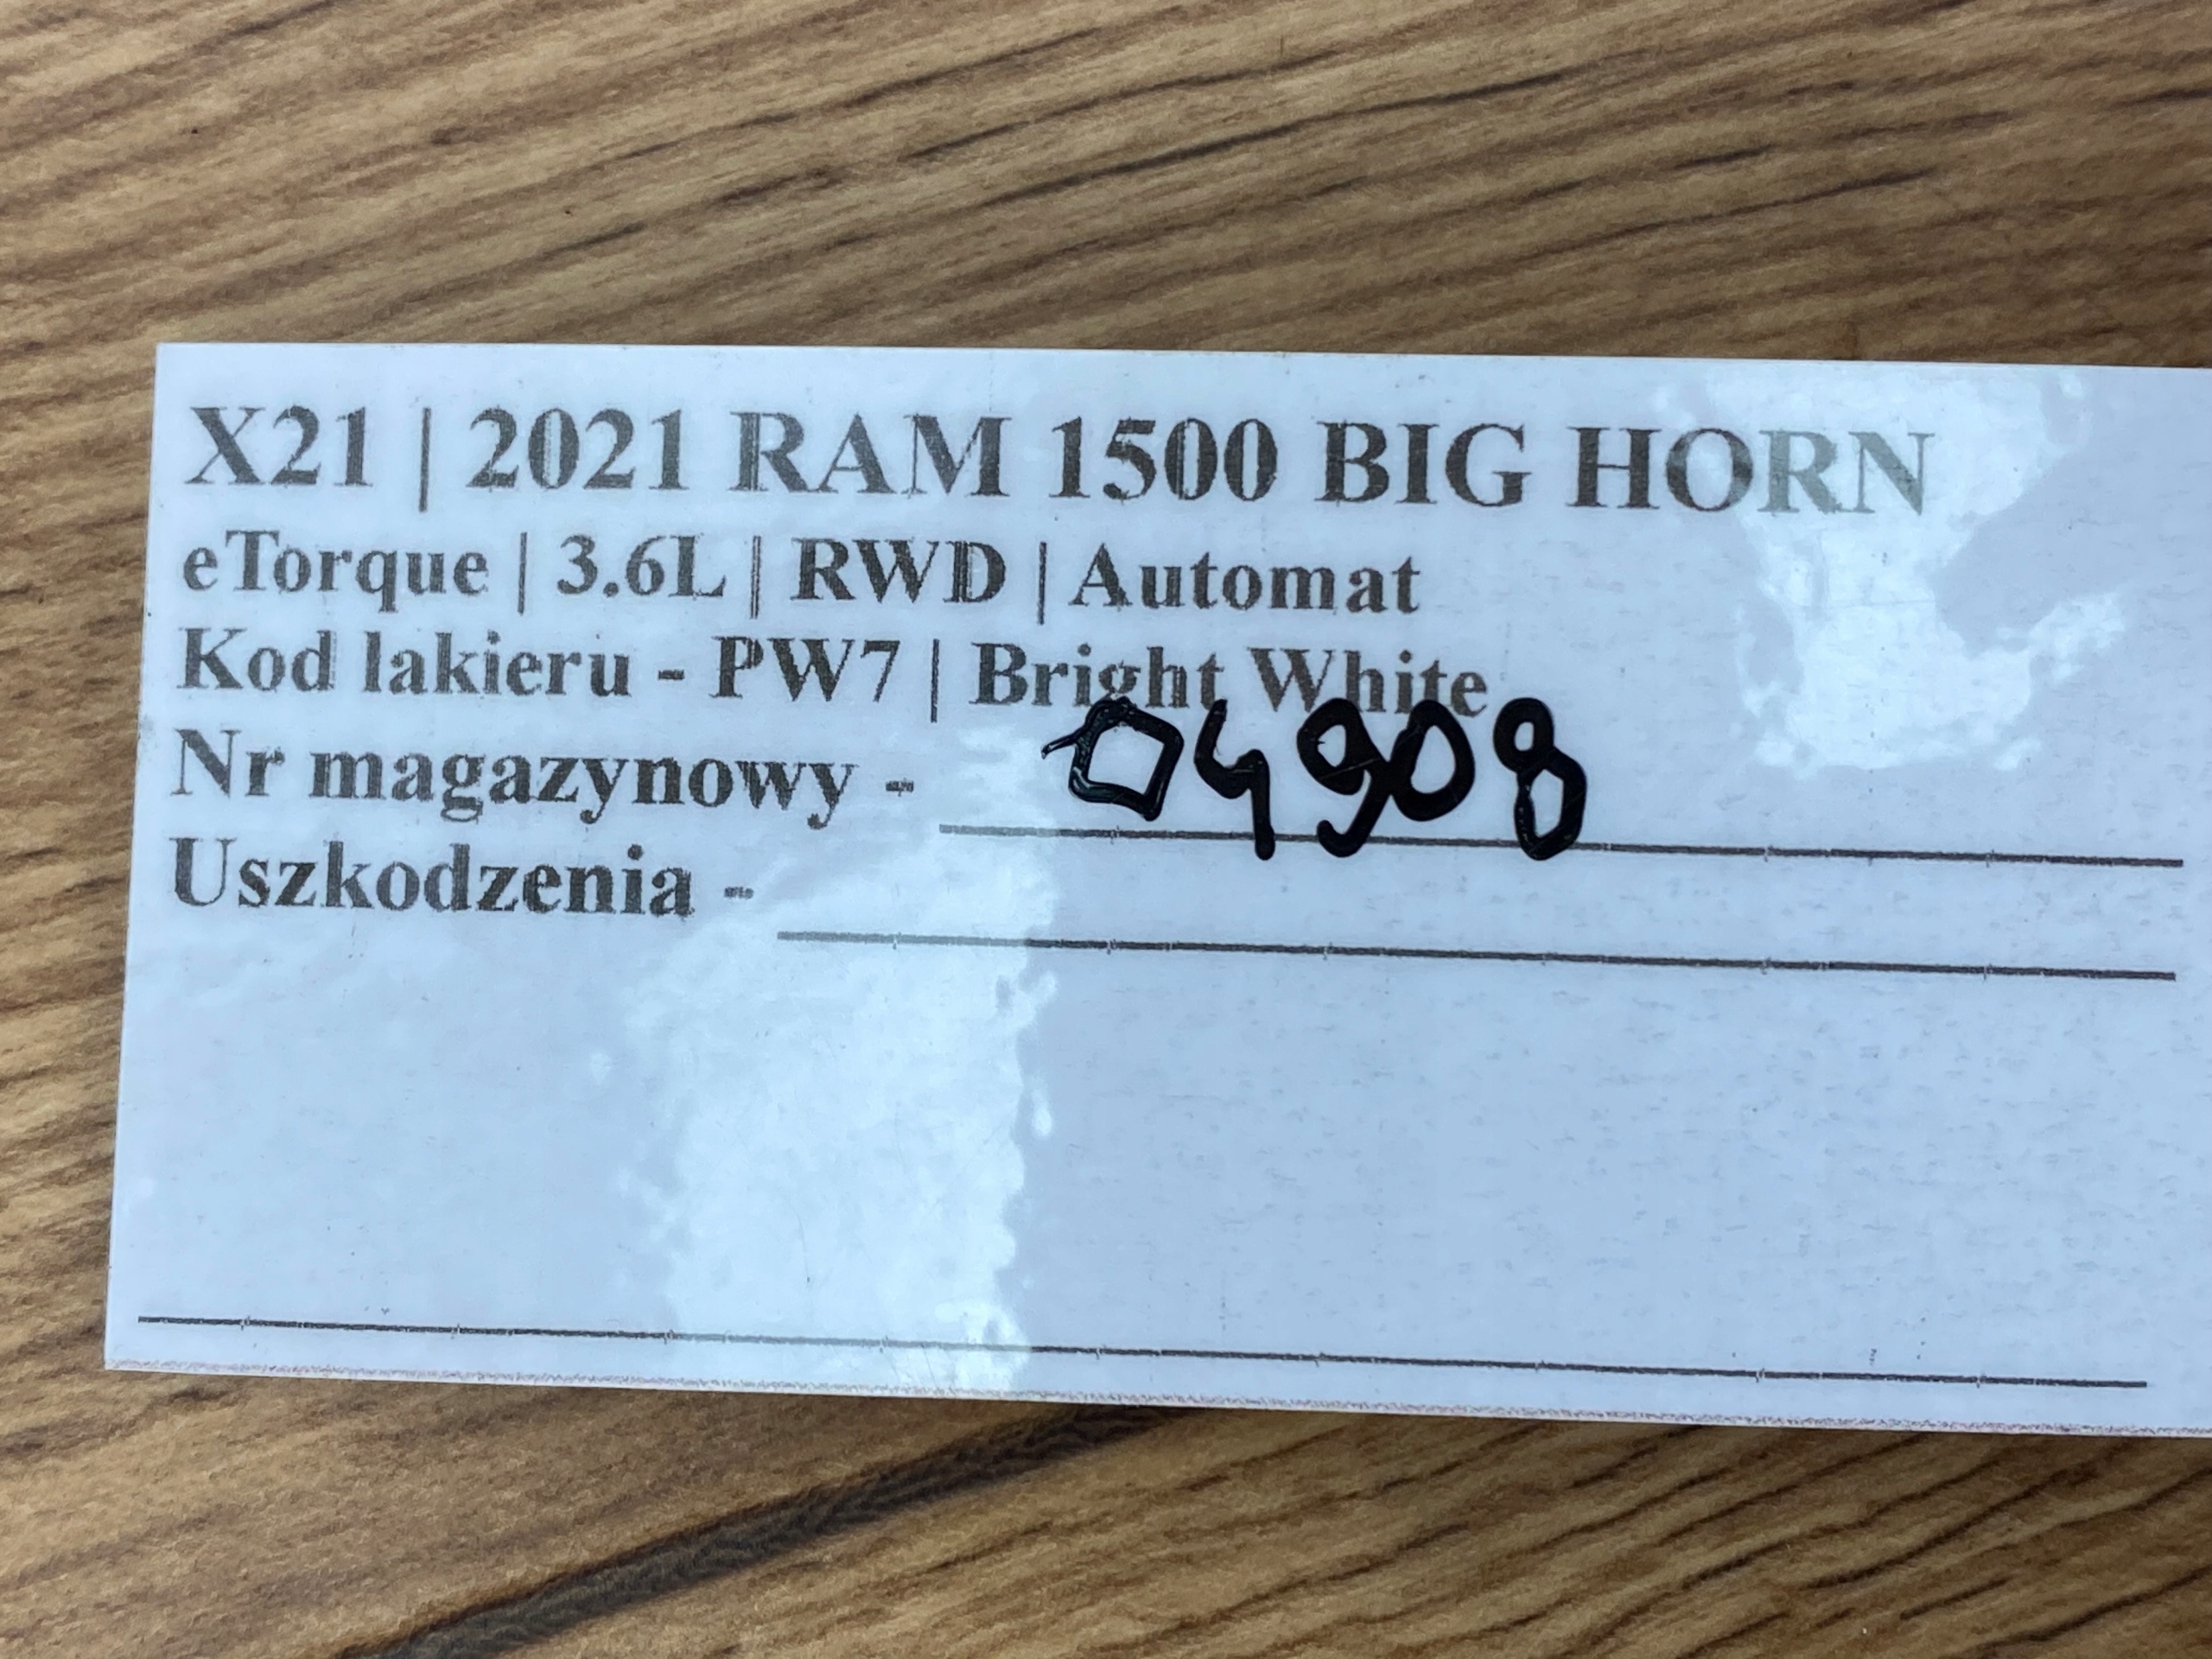 X21 | 2021 RAM 1500 BIG HORN
eTorque | 3.6L | RWD | Automat
Kod lakieru - PW7 | Bright White
Nr magazynowy - 04908
Uszkodzenia -